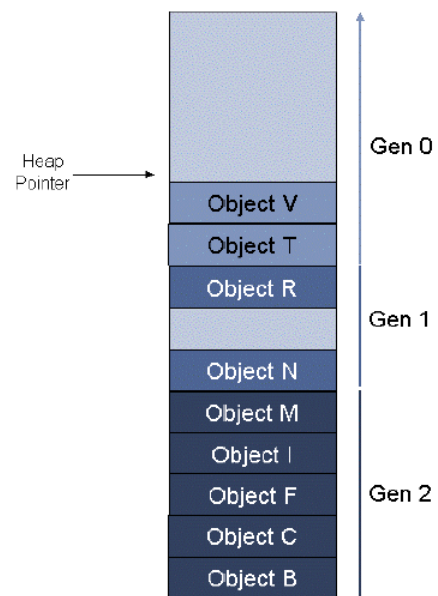 Gen 0
Heap
Pointer
Object V
Object T
Object R
Gen 1
Object N
Object M
Object I
Object F
Gen 2
Object C
Object B